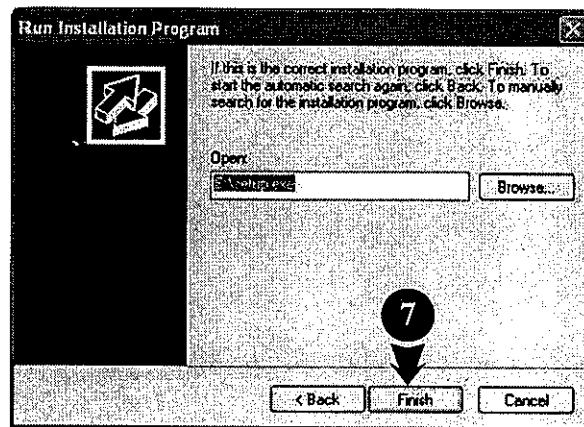 Run Installation Program
If this is the correct installation program, click Finish. To
start the automatic search again, click Back. To manually
search for the installation program, click Browse.
Open:
Browse...
7
< Back
Finish
Cancel